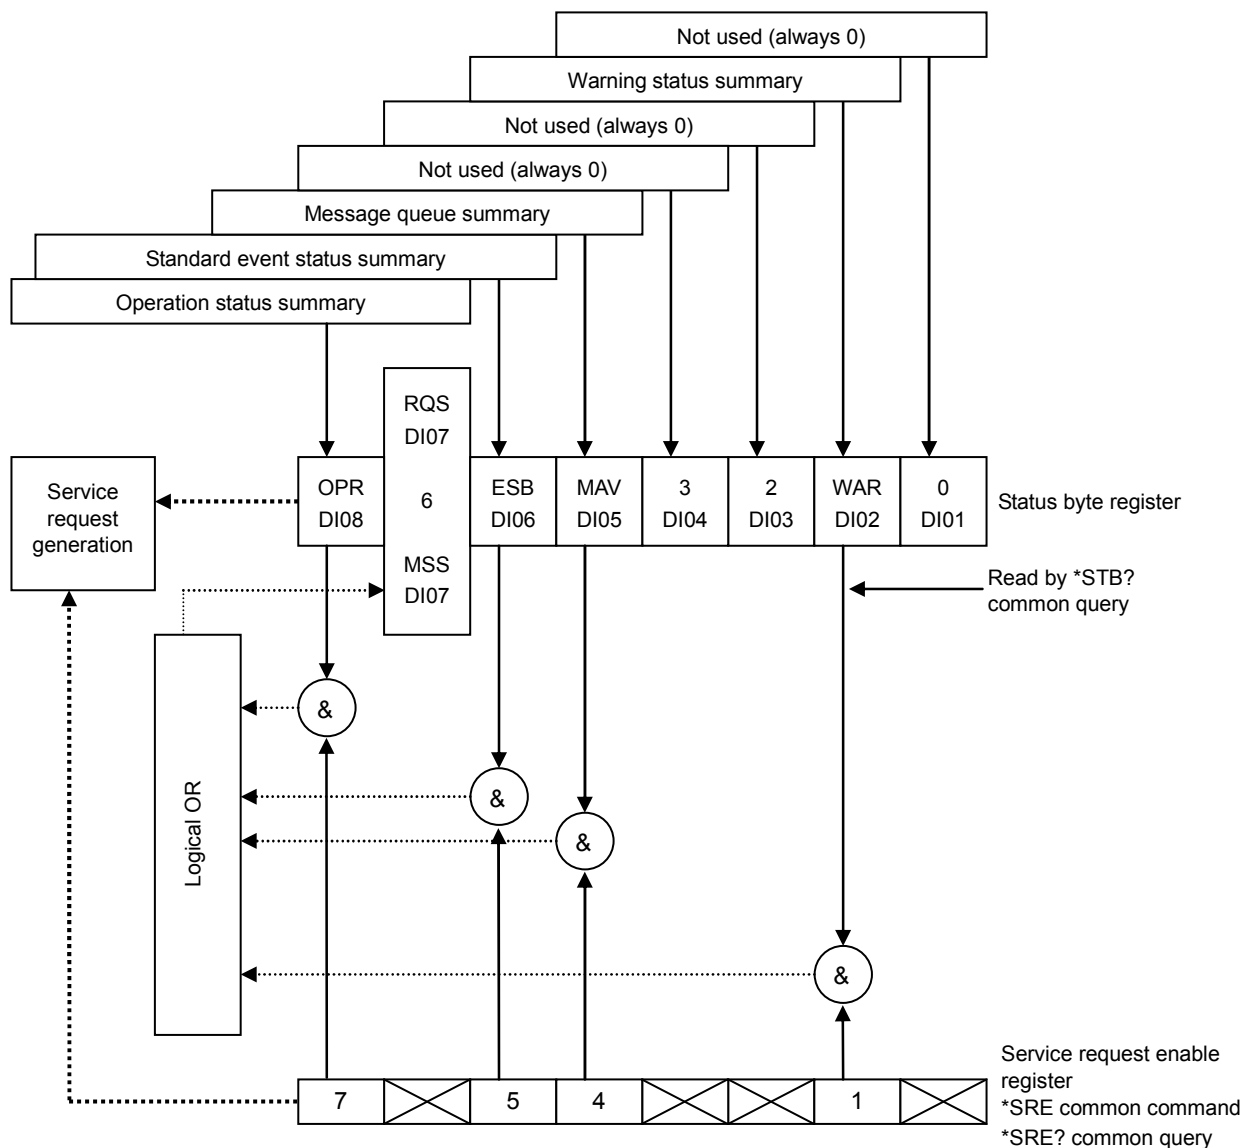 Not used (always 0)
Warning status summary
Not used (always 0)
Not used (always 0)
Message queue summary
Standard event status summary
Operation status summary
RQS
DI07
6
MSS
DI07
Service
request
generation
OPR
DI08
ESB
DI06
MAV
DI05
3
DI04
2
DI03
WAR
DI02
0
DI01
Status byte register
Read by *STB?
common query
&
&
&
&
Logical OR
7
5
4
1
Service request enable
register
*SRE common command
*SRE? common query